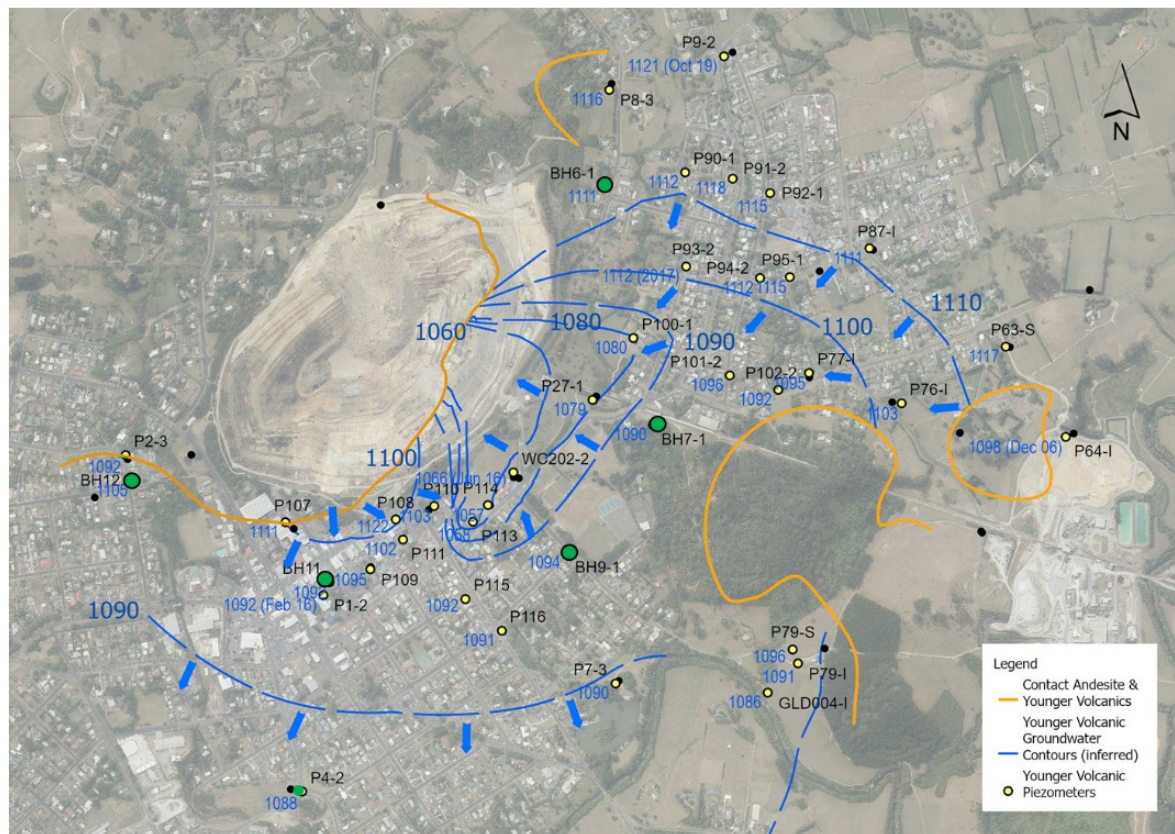 P9-2
1121 (Oct 19)
P8-3
1116
N
P90-1
P91-2
BH6-1
1112
1118
P92-1
1111
1115
P87-I
P93-2
P95-1
1111
P94-2
1112 (2017)
1112
1115
1110
1060
1080
P100-1
1100
1090
P63-S
1080
1117
P101-2
P102-2
P77-I
P27-1
1096
1095
P76-I
1079
1092
1103
1090
BH7-1
1098 (Dec 06)
P64-I
P2-3
1092
1100
WC202-2
BH12
1105
P110
P114
P107
P108
1103
1057
1111
1122
1058
P113
1102
P111
BH11
1095
P109
1094
BH9-1
1092 (Feb 16)
P1-2
P115
1090
1092
P116
1091
P79-S
1096
P7-3
1091
P79-I
1090
1086
GLD004-I
P4-2
1088
Legend
Contact Andesite &
Younger Volcanics
Younger Volcanic
Groundwater
Contours (inferred)
Younger Volcanic
Piezometers